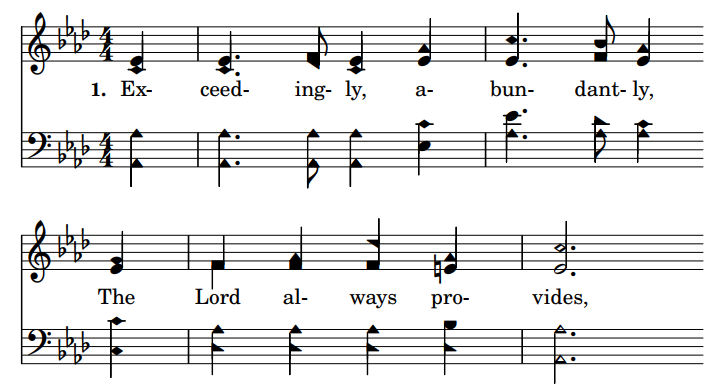 1. Ex- ceed- ing- ly, a- bun- dant- ly,
The Lord al- ways pro- vides,